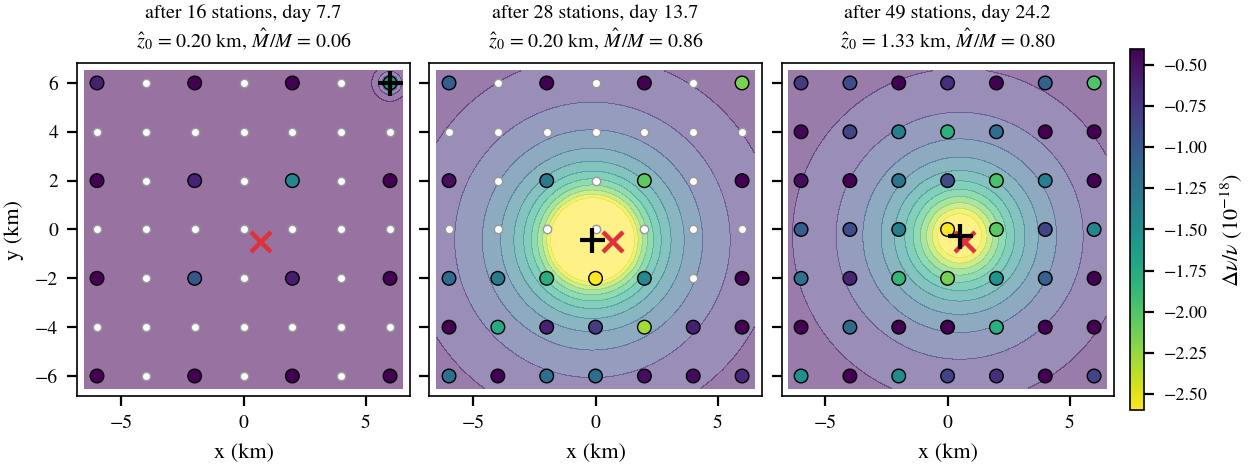 after 16 stations, day 7.7
ẑ₀ = 0.20 km, M̂/M = 0.06
after 28 stations, day 13.7
ẑ₀ = 0.20 km, M̂/M = 0.86
after 49 stations, day 24.2
ẑ₀ = 1.33 km, M̂/M = 0.80
6
4
2
0
−2
−4
−6
y (km)
−5 0 5
x (km)
−5 0 5
x (km)
−5 0 5
x (km)
−0.50
−0.75
−1.00
−1.25
−1.50
−1.75
−2.00
−2.25
−2.50
Δν/ν (10⁻¹⁸)